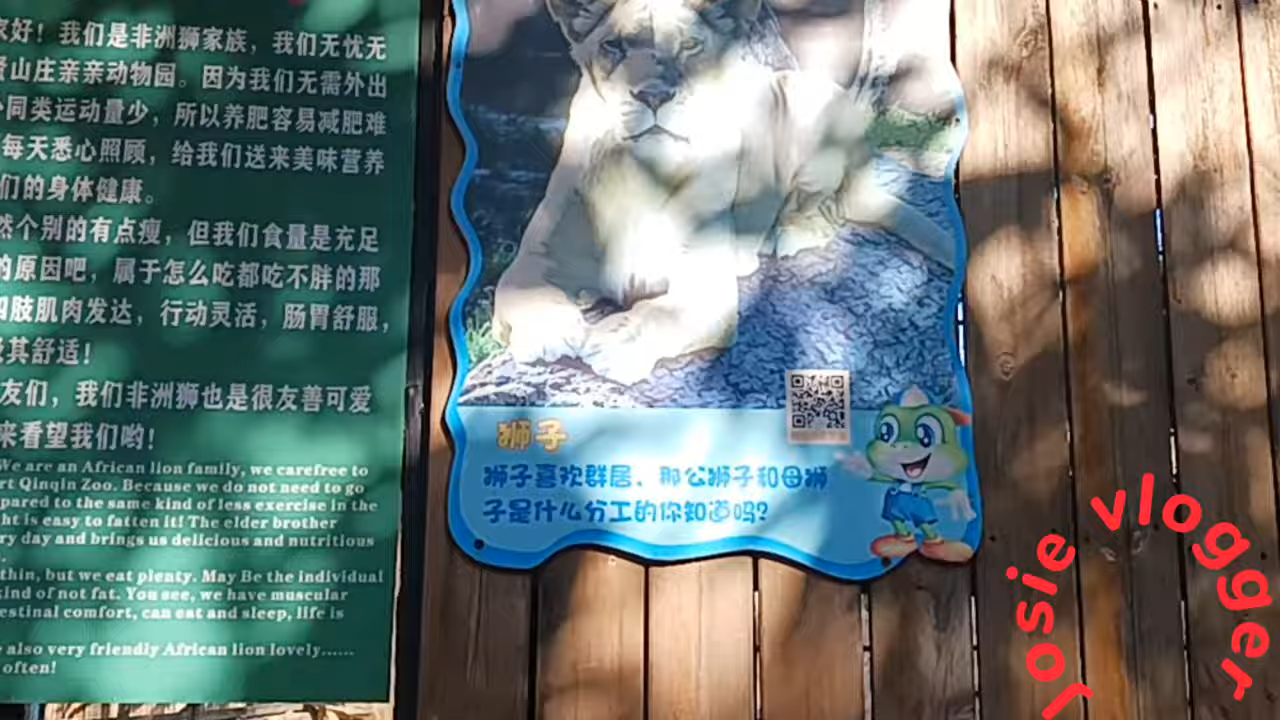 家好！我们是非洲狮家族，我们无忧无
山庄亲亲动物园。因为我们无需外出
同类运动量少，所以养肥容易减肥难
每天悉心照顾，给我们送来美味营养
们的身体健康。
然个别的有点瘦，但我们食量是充足
的原因吧，属于怎么吃都吃不胖的那
四肢肌肉发达，行动灵活，肠胃舒服，
其舒适！
友们，我们非洲狮也是很友善可爱
来看望我们哟！
We are an African lion family, we carefree to
rt Qinqin Zoo. Because we do not need to go
pared to the same kind of less exercise in the
ht is easy to fatten it! The elder brother
ry day and brings us delicious and nutritious
.
thin, but we eat plenty. May Be the individual
kind of not fat. You see, we have muscular
estinal comfort, can eat and sleep, life is
also very friendly African lion lovely......
often!
狮子
狮子喜欢群居、那公狮子和母狮
子是什么分工的你知道吗？
Josie vlogger